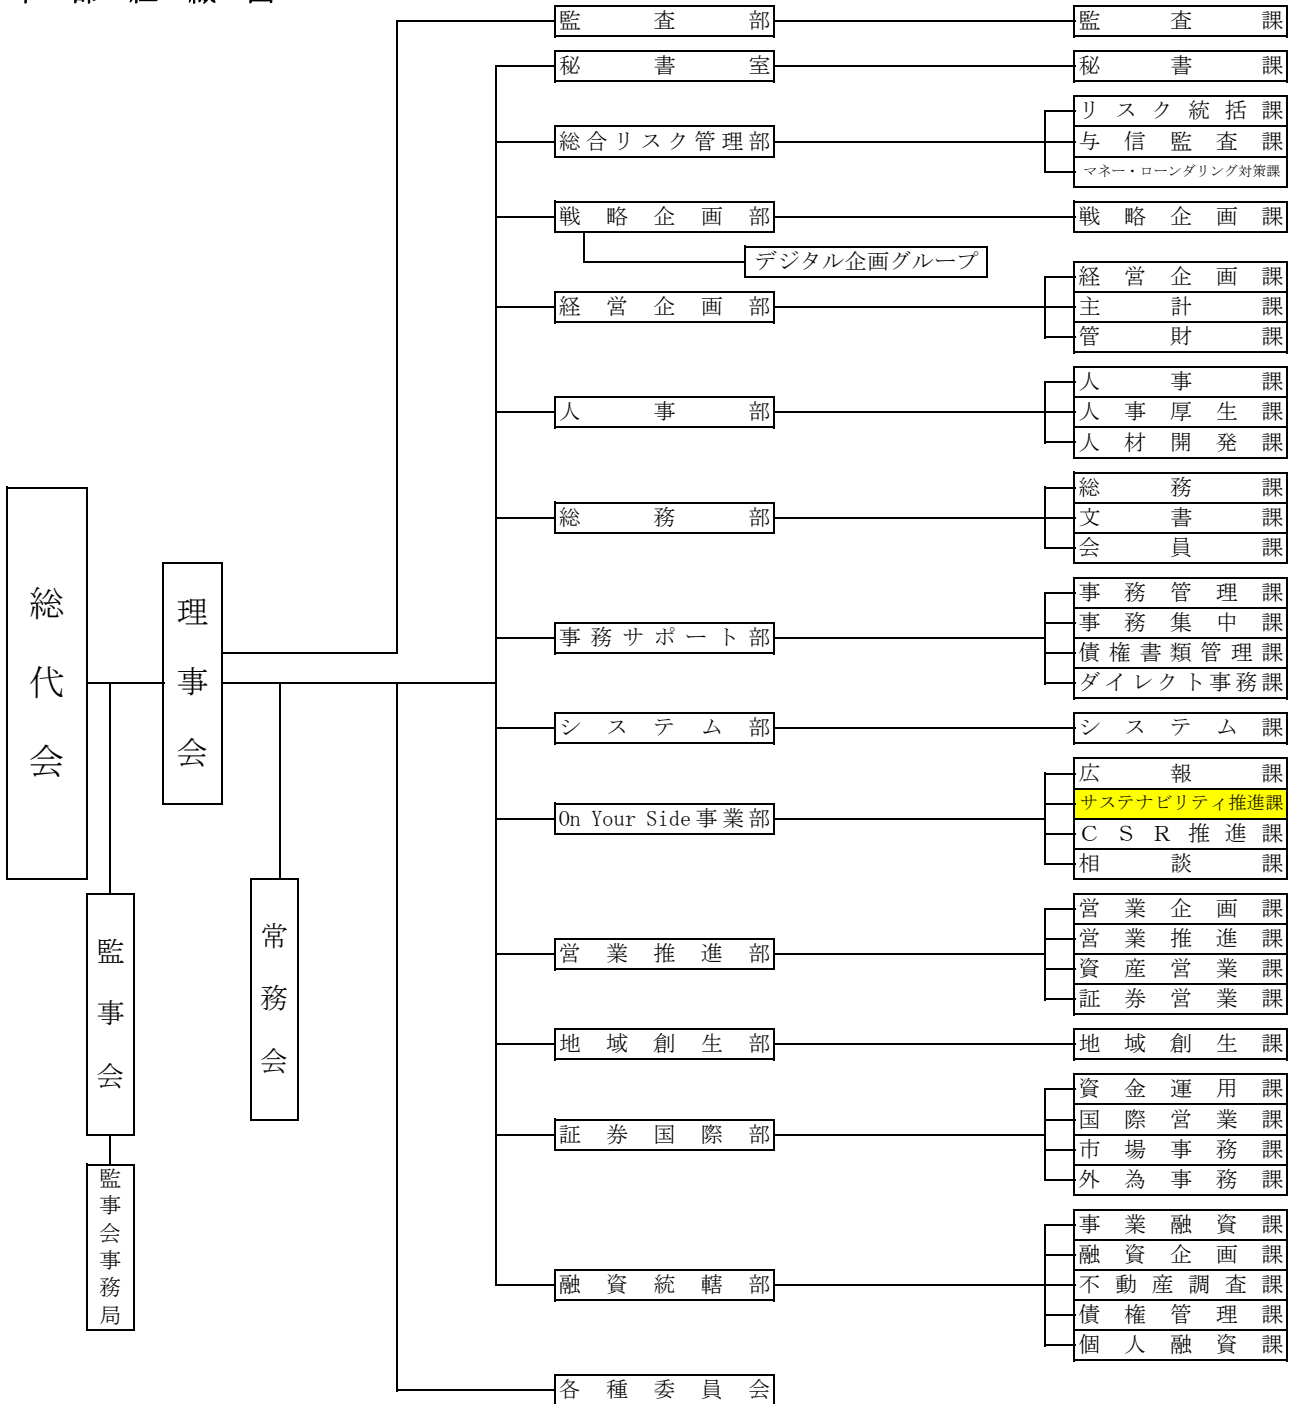 本部組織図
監査部 監査課
秘書室 秘書課
リスク統括課
総合リスク管理部 与信監査課
マネー・ローンダリング対策課
戦略企画部 戦略企画課
デジタル企画グループ
経営企画課
経営企画部 主計課
管財課
人事課
人事部 人事厚生課
人材開発課
総務課
総務部 文書課
会員課
総代会
理事会
監事会
常務会
監事会事務局
事務管理課
事務集中課
事務サポート部
債権書類管理課
ダイレクト事務課
システム部 システム課
広報課
サステナビリティ推進課
On Your Side事業部
CSR推進課
相談課
営業企画課
営業推進課
営業推進部
資産営業課
証券営業課
地域創生部 地域創生課
資金運用課
国際営業課
証券国際部
市場事務課
外為事務課
事業融資課
融資企画課
融資統轄部 不動産調査課
債権管理課
個人融資課
各種委員会